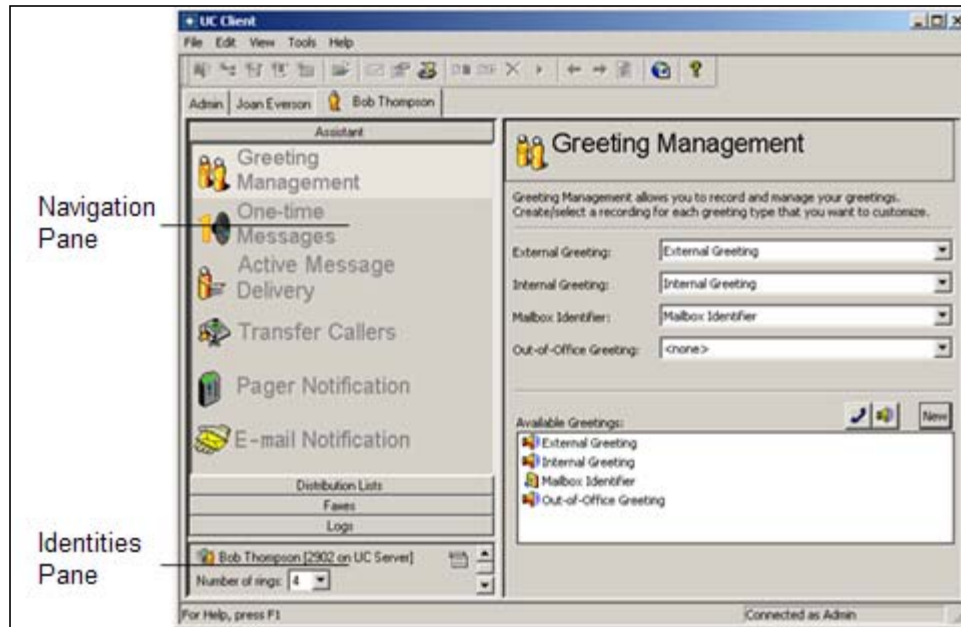 UC Client
File Edit View Tools Help
Admin Joan Everson Bob Thompson
Assistant
Greeting
Management
One-time
Messages
Active Message
Delivery
Transfer Callers
Pager Notification
E-mail Notification
Distribution Lists
Faxes
Logs
Bob Thompson [2902 on UC Server]
Number of rings: 4
Navigation
Pane
Identities
Pane
Greeting Management
Greeting Management allows you to record and manage your greetings.
Create/select a recording for each greeting type that you want to customize.
External Greeting: External Greeting
Internal Greeting: Internal Greeting
Mailbox Identifier: Mailbox Identifier
Out-of-Office Greeting: <none>
Available Greetings: New
External Greeting
Internal Greeting
Mailbox Identifier
Out-of-Office Greeting
For Help, press F1 Connected as Admin